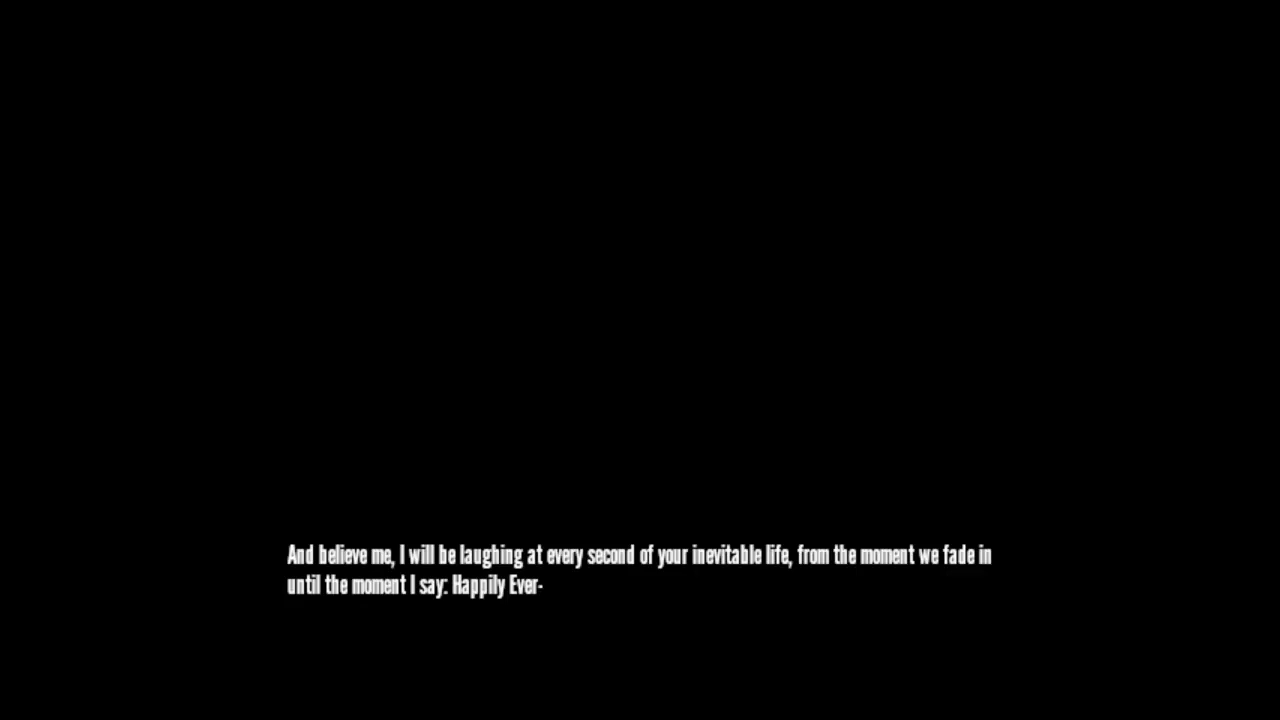 And believe me, I will be laughing at every second of your inevitable life, from the moment we fade in
until the moment I say: Happily Ever-